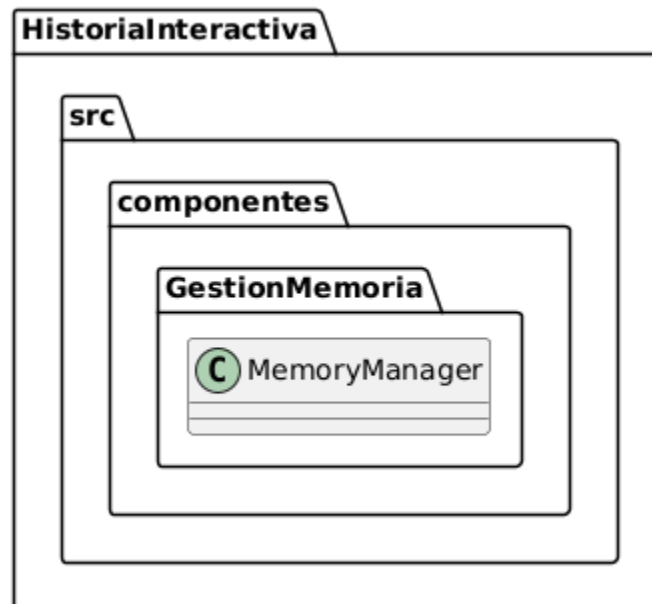 HistoriaInteractiva
src
componentes
GestionMemoria
C MemoryManager